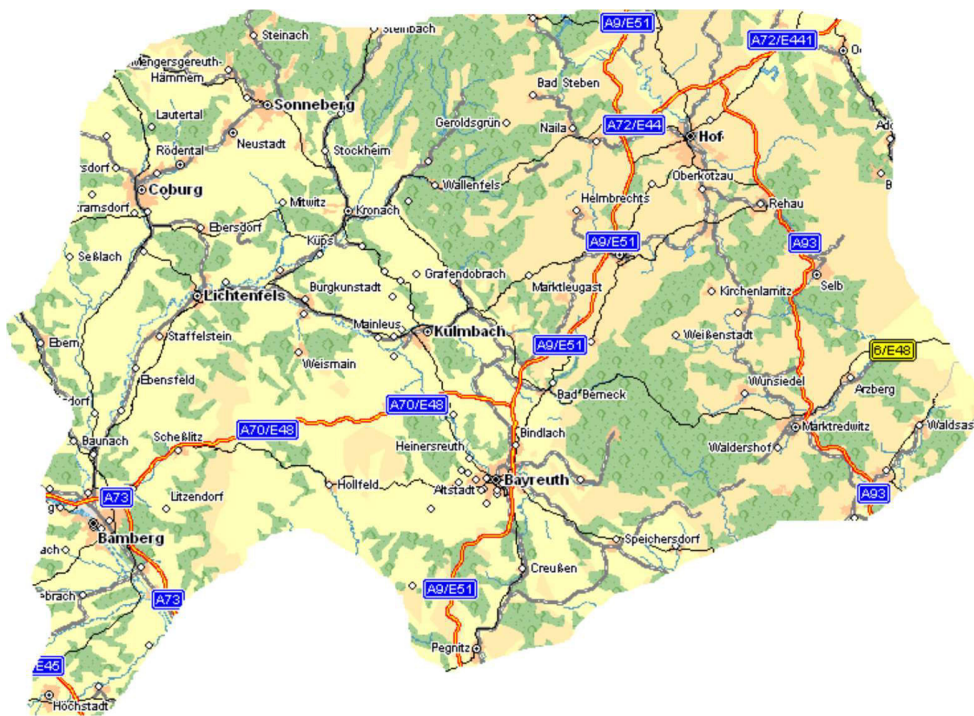 Steinach
Steinbach
A9/E51
A72/E441
Mengersgereuth-
Hämmern
Bad Steben
Sonneberg
Lautertal
Geroldsgrün
Naila
A72/E44
Hof
Neustadt
Rödental
Stockheim
Coburg
Wallenfels
Oberkotzau
Helmbrechts
Mitwitz
Kronach
Rehau
Ebersdorf
Küps
A9/E51
A93
Seßlach
Grafendobrach
Marktleugast
Selb
Burgkunstadt
Kirchenlamitz
Lichtenfels
Mainleus
Kulmbach
Weißenstadt
Staffelstein
Ebern
A9/E51
6/E48
Weismain
Ebensfeld
Wunsiedel
Arzberg
Bad Berneck
A70/E48
Marktredwitz
Waldsas
A70/E48
Baunach
Scheßlitz
Heinersreuth
Bindlach
Waldershof
Hollfeld
Altstadt
Bayreuth
A93
A73
Litzendorf
Bamberg
Speichersdorf
Creußen
A9/E51
A73
Pegnitz
E45
Höchstadt